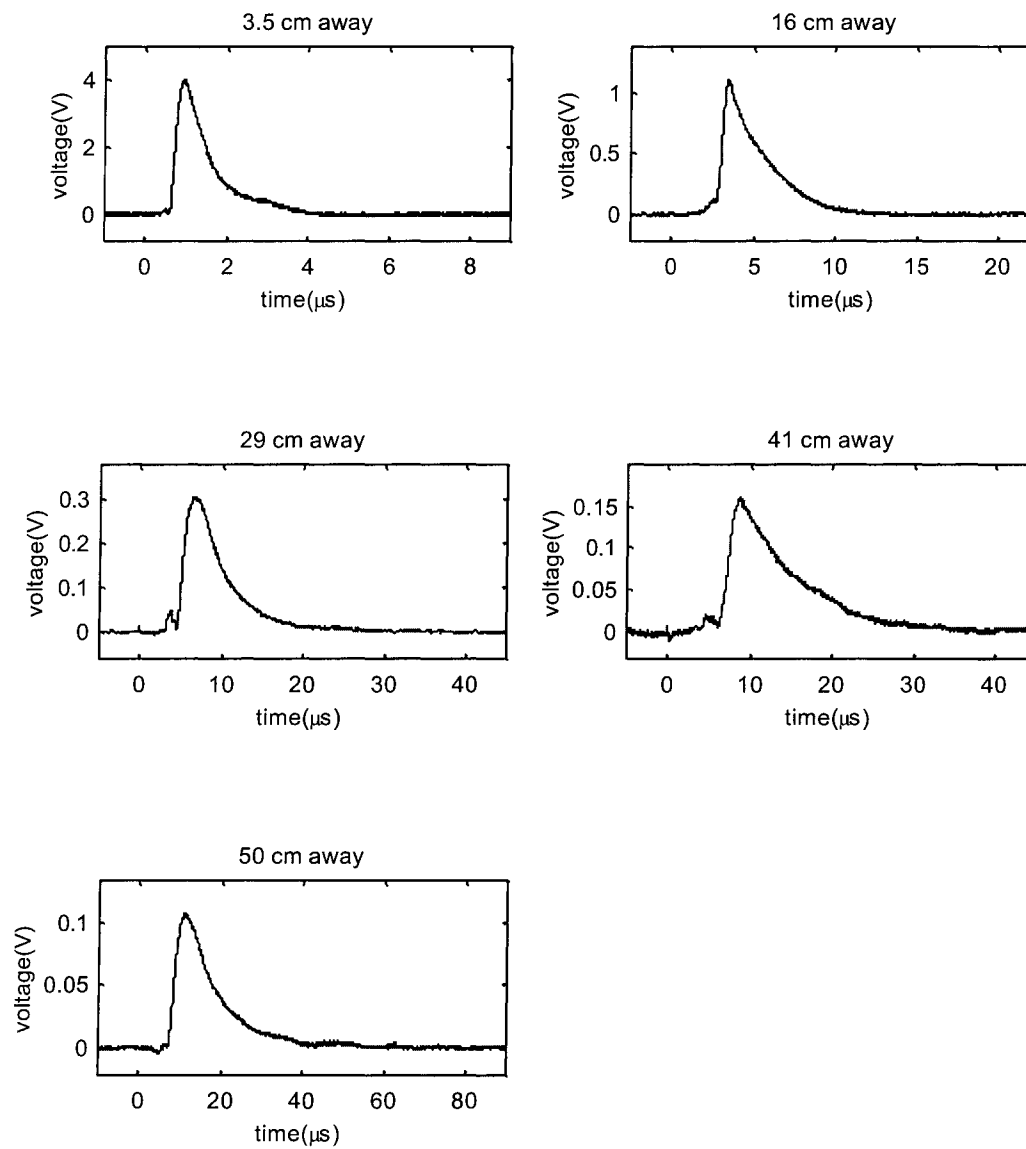 3.5 cm away
voltage(V)
4
2
0
0 2 4 6 8
time(μs)
16 cm away
voltage(V)
1
0.5
0
0 5 10 15 20
time(μs)
29 cm away
voltage(V)
0.3
0.2
0.1
0
0 10 20 30 40
time(μs)
41 cm away
voltage(V)
0.15
0.1
0.05
0
0 10 20 30 40
time(μs)
50 cm away
voltage(V)
0.1
0.05
0
0 20 40 60 80
time(μs)